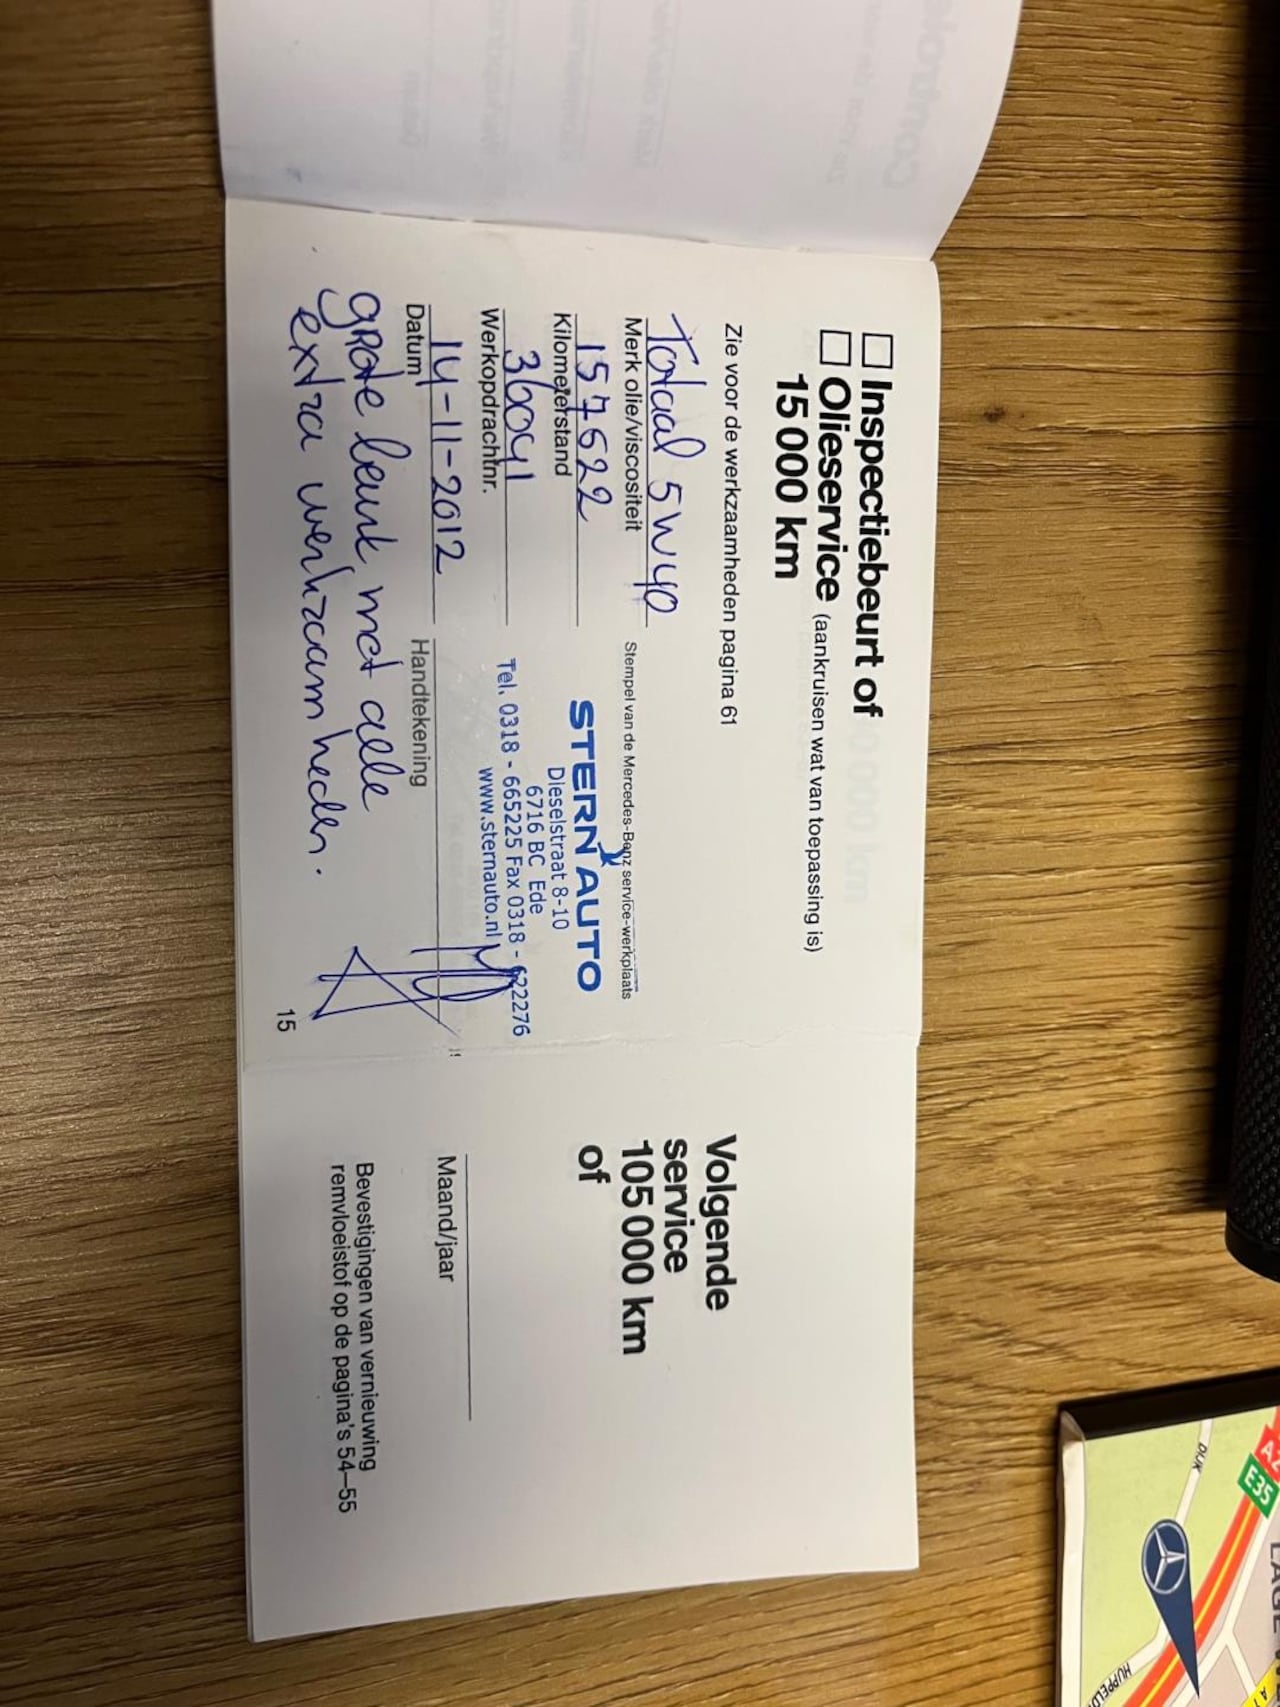 Inspectiebeurt of
Olieservice (aankruisen wat van toepassing is)
15 000 km
Zie voor de werkzaamheden pagina 61
Totaal 5W40
Merk olie/viscositeit
157622
Kilometerstand
36041
Werkopdrachtnr.
14-11-2012
Datum
Stempel van de Mercedes-Benz service-werkplaats
STERN AUTO
Dieselstraat 8-10
6716 BC Ede
Tel. 0318 - 665225 Fax 0318 - 622276
www.sternauto.nl
Handtekening
grote beurt, met alle
extra werkzaamheden.
15
Volgende
service
105 000 km
of
Maand/jaar
Bevestigingen van vernieuwing
remvloeistof op de pagina's 54–55
DIJK
E35
HUPPELD